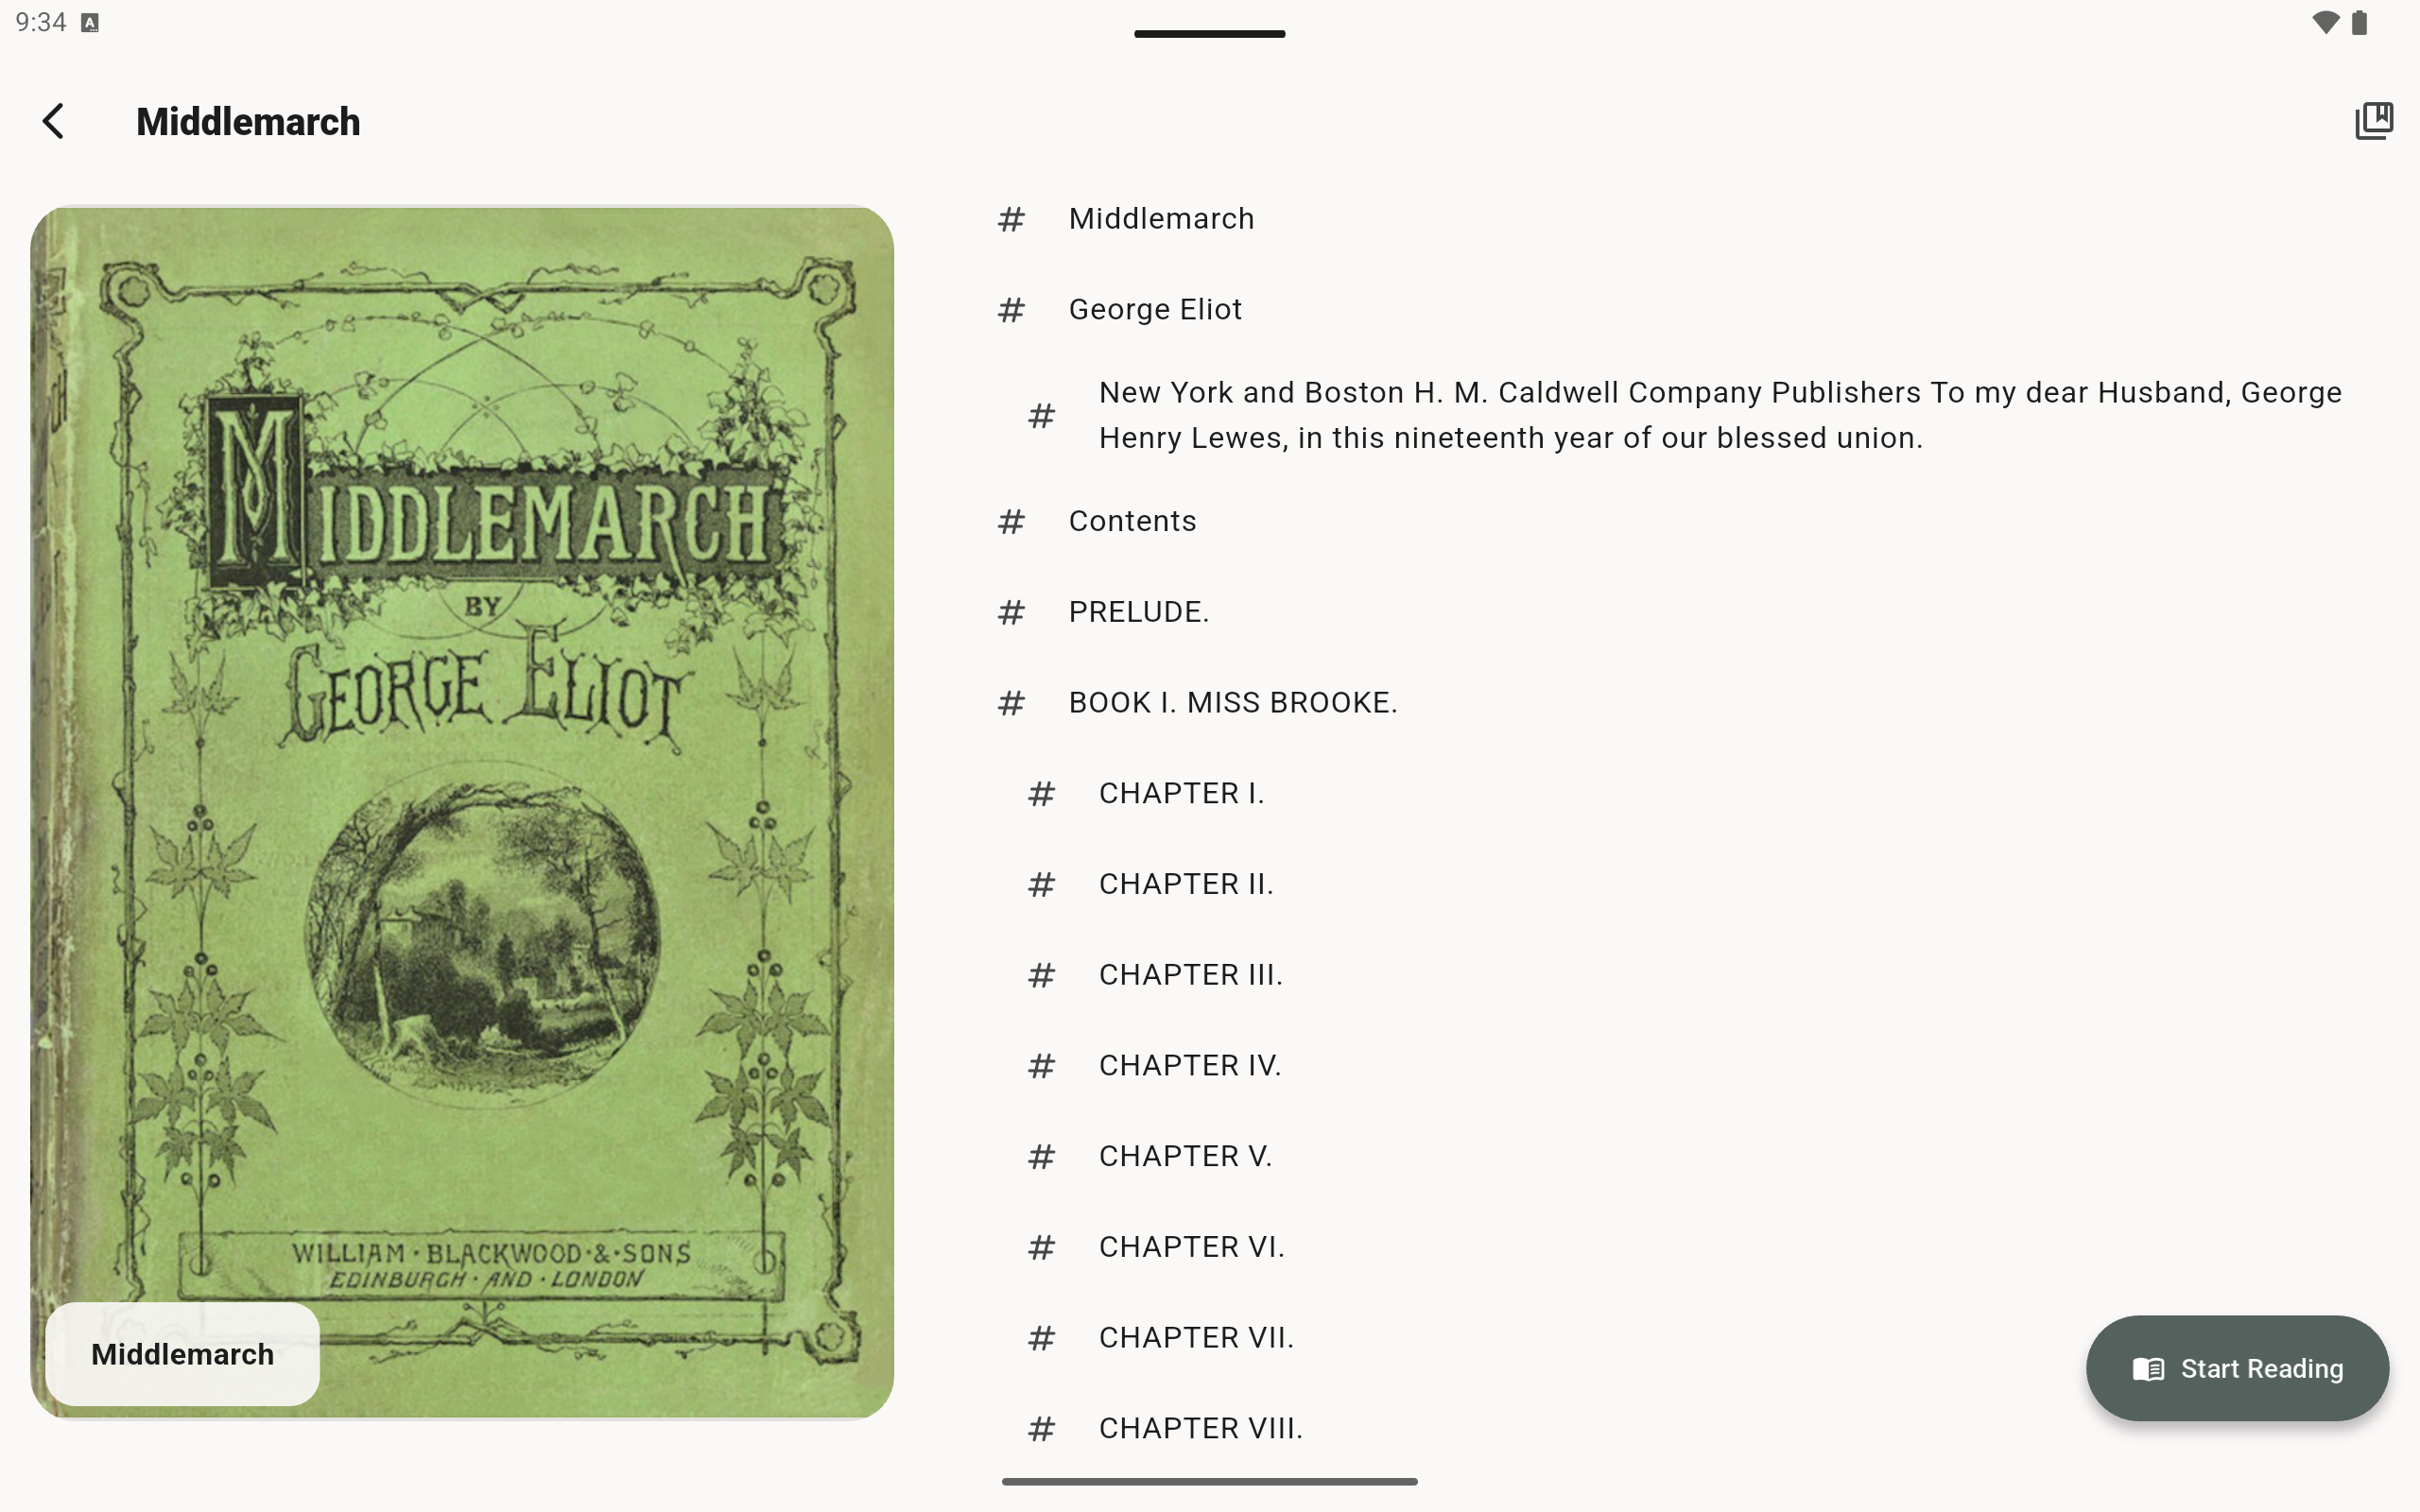 9:34
Middlemarch
MIDDLEMARCH
BY
GEORGE ELIOT
WILLIAM · BLACKWOOD · & · SONS
EDINBURGH · AND · LONDON
Middlemarch
# Middlemarch
# George Eliot
# New York and Boston H. M. Caldwell Company Publishers To my dear Husband, George
Henry Lewes, in this nineteenth year of our blessed union.
# Contents
# PRELUDE.
# BOOK I. MISS BROOKE.
# CHAPTER I.
# CHAPTER II.
# CHAPTER III.
# CHAPTER IV.
# CHAPTER V.
# CHAPTER VI.
# CHAPTER VII.
# CHAPTER VIII.
Start Reading